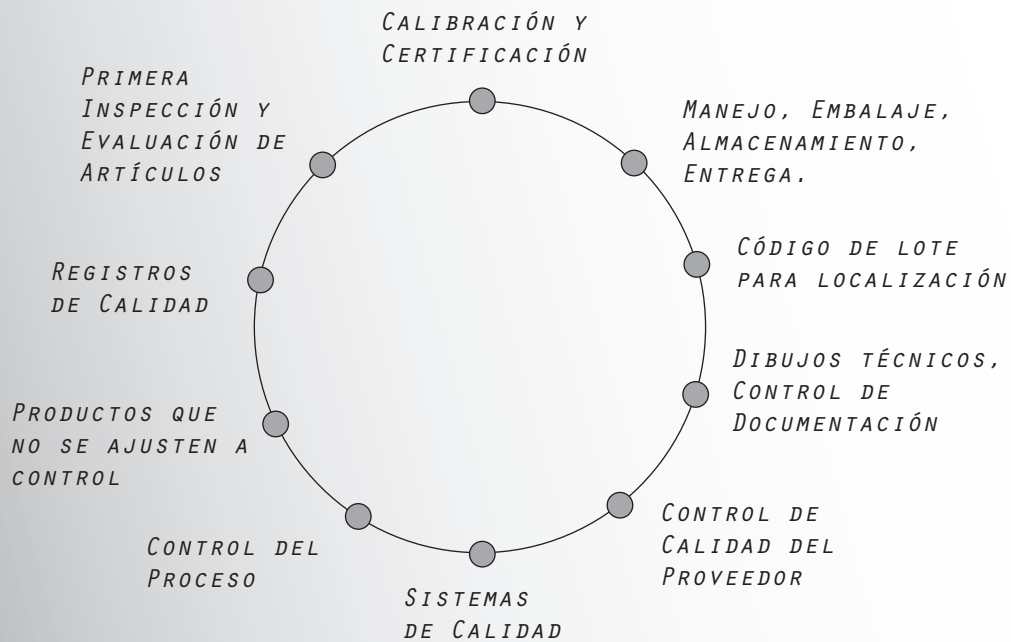 CALIBRACIÓN Y
CERTIFICACIÓN
MANEJO, EMBALAJE,
ALMACENAMIENTO,
ENTREGA.
CÓDIGO DE LOTE
PARA LOCALIZACIÓN
DIBUJOS TÉCNICOS,
CONTROL DE
DOCUMENTACIÓN
CONTROL DE
CALIDAD DEL
PROVEEDOR
SISTEMAS
DE CALIDAD
CONTROL DEL
PROCESO
PRODUCTOS QUE
NO SE AJUSTEN A
CONTROL
REGISTROS
DE CALIDAD
PRIMERA
INSPECCIÓN Y
EVALUACIÓN DE
ARTÍCULOS